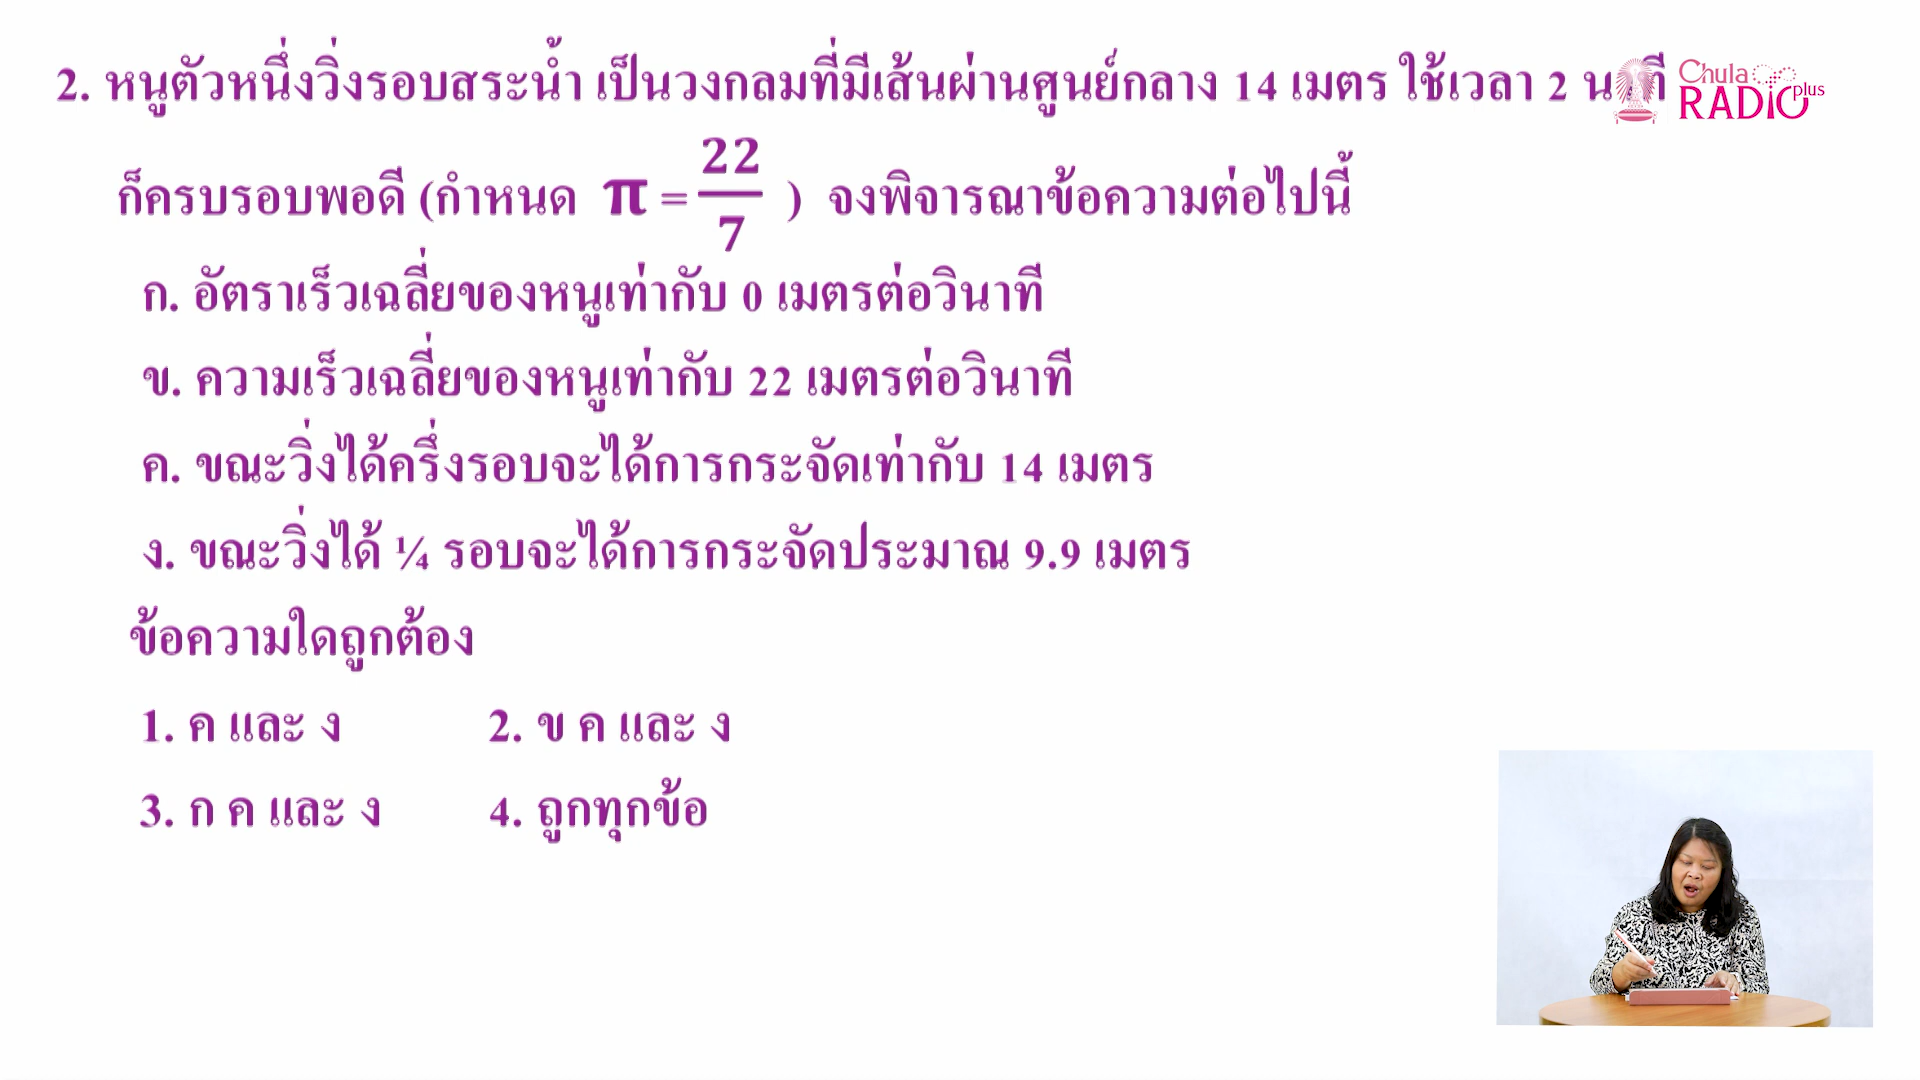 2. หนูตัวหนึ่งวิ่งรอบสระน้ำ เป็นวงกลมที่มีเส้นผ่านศูนย์กลาง 14 เมตร ใช้เวลา 2 นาที
Chula RADIO plus
ก็ครบรอบพอดี (กำหนด π = 22/7 ) จงพิจารณาข้อความต่อไปนี้
ก. อัตราเร็วเฉลี่ยของหนูเท่ากับ 0 เมตรต่อวินาที
ข. ความเร็วเฉลี่ยของหนูเท่ากับ 22 เมตรต่อวินาที
ค. ขณะวิ่งได้ครึ่งรอบจะได้การกระจัดเท่ากับ 14 เมตร
ง. ขณะวิ่งได้ ¼ รอบจะได้การกระจัดประมาณ 9.9 เมตร
ข้อความใดถูกต้อง
1. ค และ ง 2. ข ค และ ง
3. ก ค และ ง 4. ถูกทุกข้อ